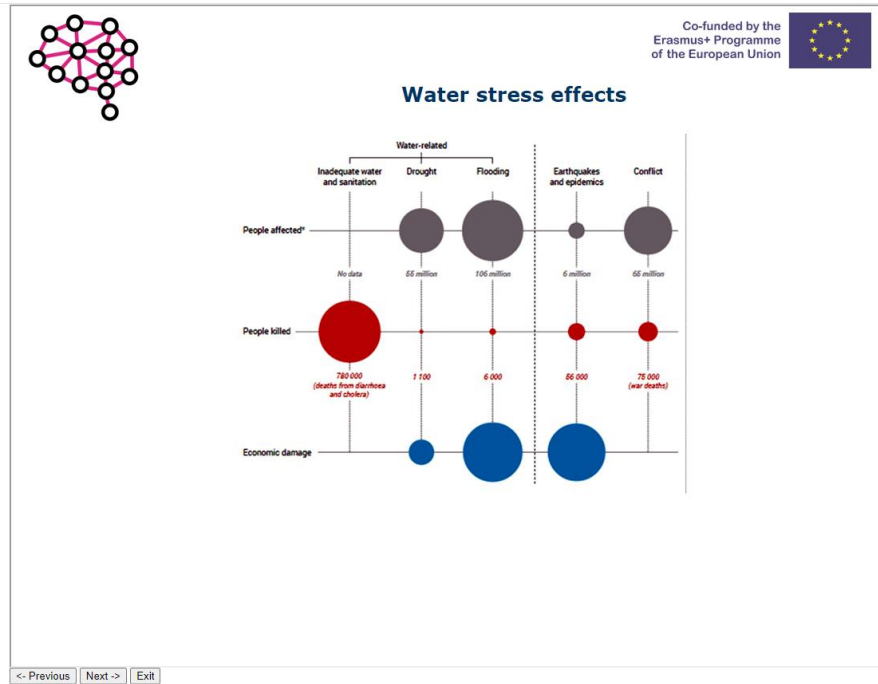 Co-funded by the
Erasmus+ Programme
of the European Union
Water stress effects
Water-related
Inadequate water
and sanitation
Drought
Flooding
Earthquakes
and epidemics
Conflict
People affected*
No data
55 million
106 million
6 million
65 million
People killed
780 000
(deaths from diarrhoea
and cholera)
1 100
6 000
56 000
75 000
(war deaths)
Economic damage
<- Previous
Next ->
Exit